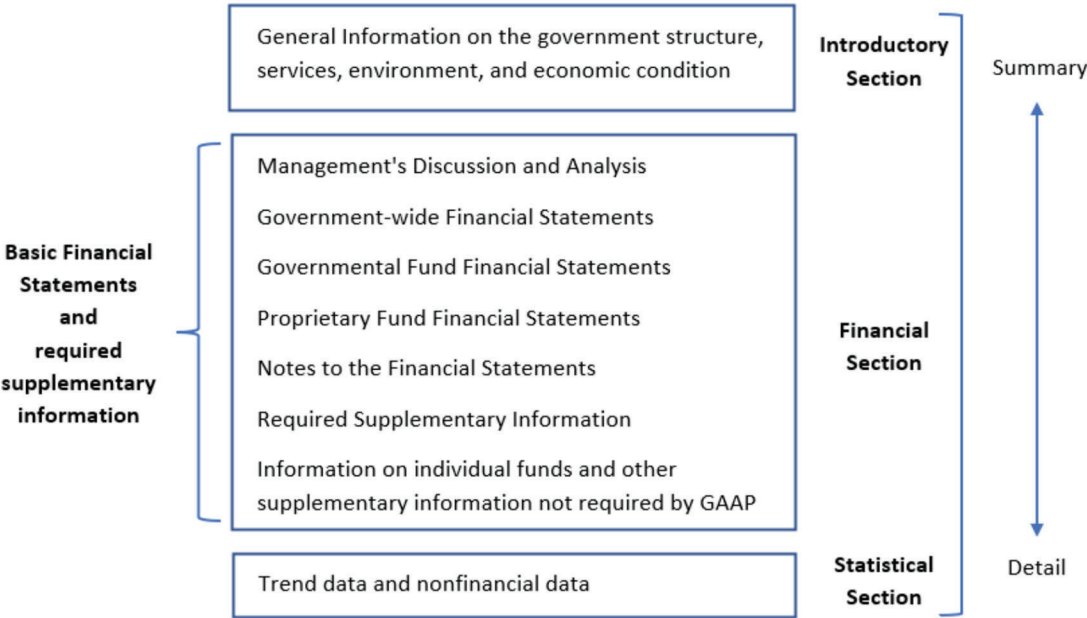 General Information on the government structure,
services, environment, and economic condition
Introductory
Section
Summary
Management's Discussion and Analysis
Government-wide Financial Statements
Governmental Fund Financial Statements
Proprietary Fund Financial Statements
Notes to the Financial Statements
Required Supplementary Information
Information on individual funds and other
supplementary information not required by GAAP
Basic Financial
Statements
and
required
supplementary
information
Financial
Section
Trend data and nonfinancial data
Statistical
Section
Detail